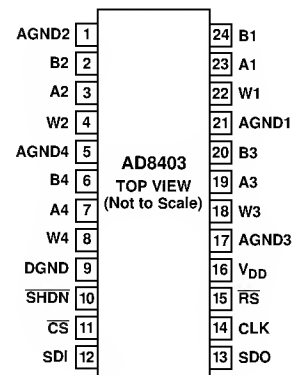 AGND2 1
B2 2
A2 3
W2 4
AGND4 5
B4 6
A4 7
W4 8
DGND 9
SHDN 10
CS 11
SDI 12
AD8403
TOP VIEW
(Not to Scale)
24 B1
23 A1
22 W1
21 AGND1
20 B3
19 A3
18 W3
17 AGND3
16 VDD
15 RS
14 CLK
13 SDO